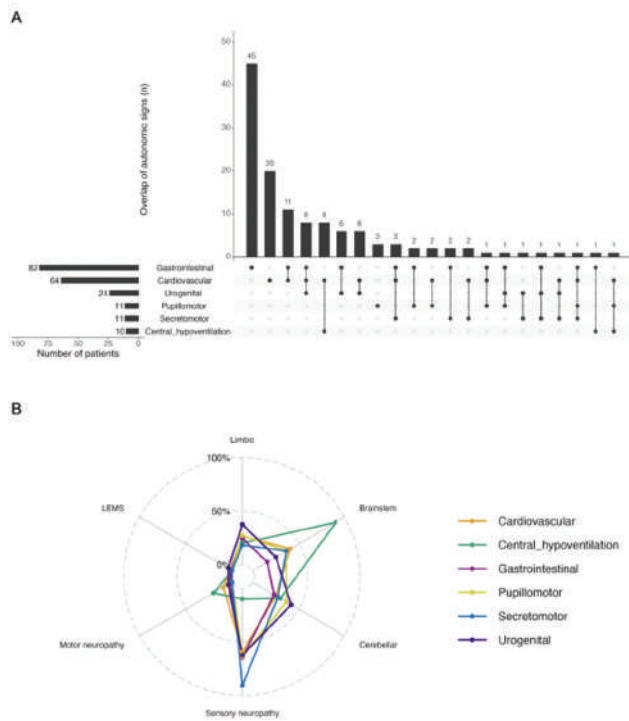 A
Overlap of autonomic signs (n)
50
40
30
20
10
0
45
20
11
8
8
6
6
3
3
2
2
2
2
1
1
1
1
1
1
1
1
82
64
24
11
11
10
Gastrointestinal
Cardiovascular
Urogenital
Pupillomotor
Secretomotor
Central_hypoventilation
100
75
50
25
0
Number of patients
B
Limbic
100%
LEMS
Brainstem
50%
0%
Motor neuropathy
Cerebellar
Sensory neuropathy
Cardiovascular
Central_hypoventilation
Gastrointestinal
Pupillomotor
Secretomotor
Urogenital